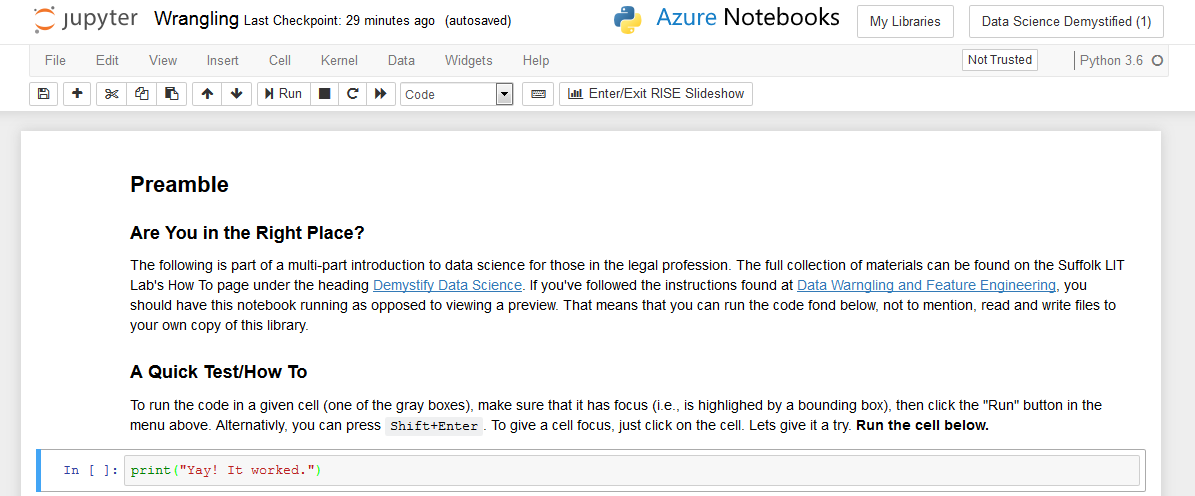 jupyter Wrangling Last Checkpoint: 29 minutes ago (autosaved) Azure Notebooks My Libraries Data Science Demystified (1)
File Edit View Insert Cell Kernel Data Widgets Help Not Trusted Python 3.6
Run Code Enter/Exit RISE Slideshow
Preamble
Are You in the Right Place?
The following is part of a multi-part introduction to data science for those in the legal profession. The full collection of materials can be found on the Suffolk LIT
Lab's How To page under the heading Demystify Data Science. If you've followed the instructions found at Data Warngling and Feature Engineering, you
should have this notebook running as opposed to viewing a preview. That means that you can run the code fond below, not to mention, read and write files to
your own copy of this library.
A Quick Test/How To
To run the code in a given cell (one of the gray boxes), make sure that it has focus (i.e., is highlighed by a bounding box), then click the "Run" button in the
menu above. Alternativly, you can press Shift+Enter. To give a cell focus, just click on the cell. Lets give it a try. Run the cell below.
In [ ]: print("Yay! It worked.")